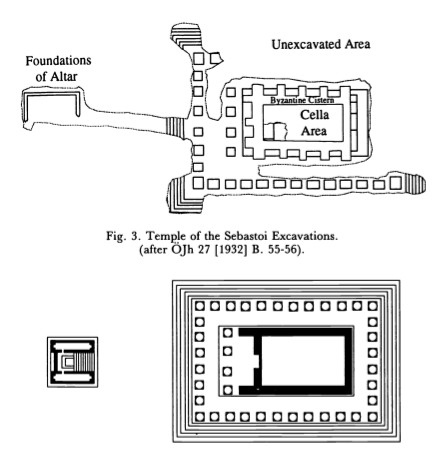 Unexcavated Area
Foundations
of Altar
Byzantine Cistern
Cella
Area
Fig. 3. Temple of the Sebastoi Excavations.
(after ÖJh 27 [1932] B. 55-56).